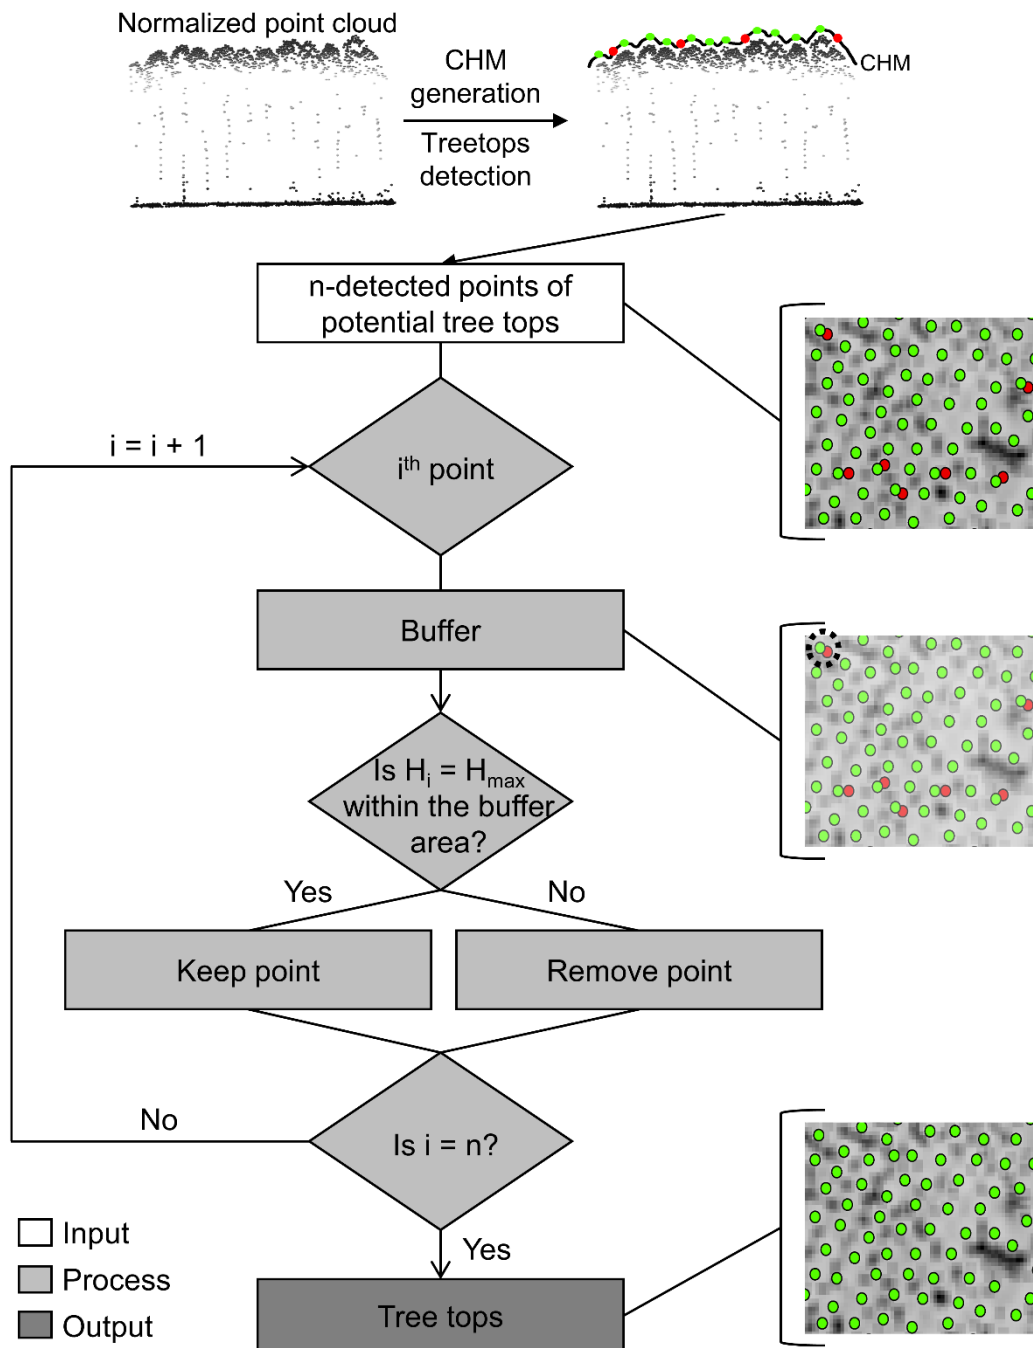 Normalized point cloud
CHM
generation
Treetops
detection
CHM
n-detected points of
potential tree tops
i = i + 1
iᵗʰ point
Buffer
Is Hᵢ = Hₘₐₓ
within the buffer
area?
Yes
No
Keep point
Remove point
No
Is i = n?
Yes
Input
Process
Output
Tree tops